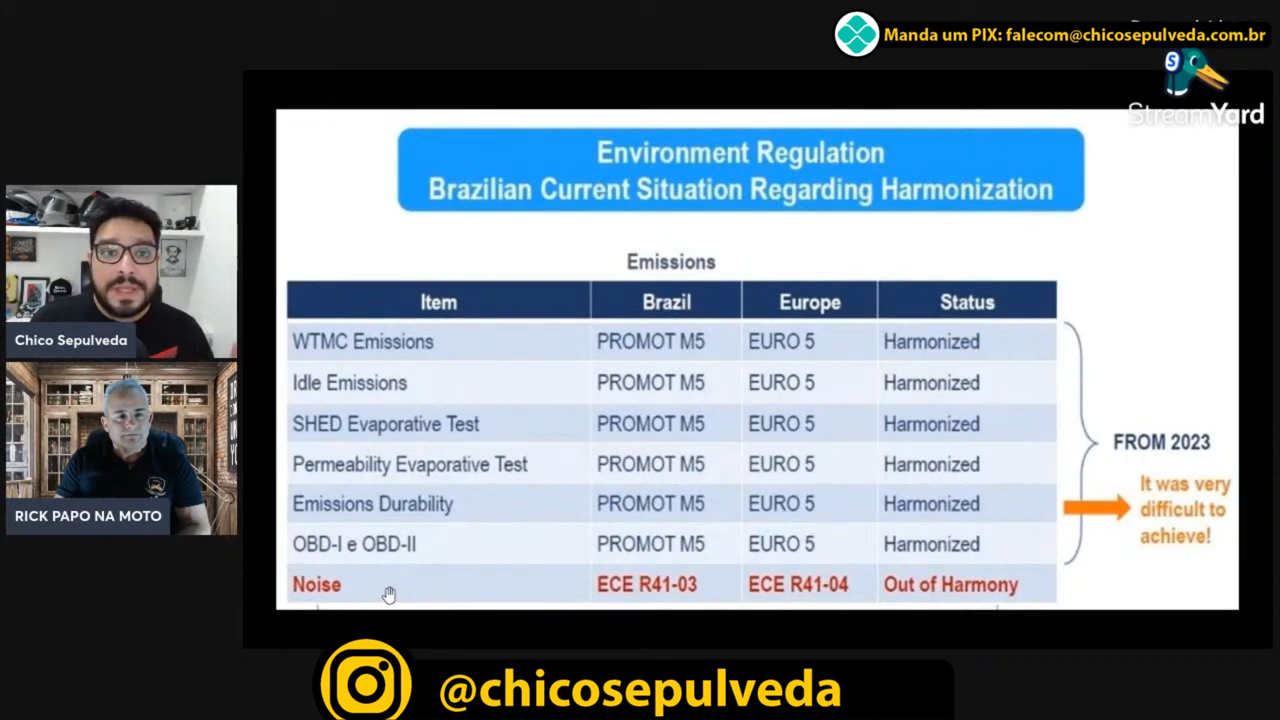 Manda um PIX: falecom@chicosepulveda.com.br
S
StreamYard
Environment Regulation
Brazilian Current Situation Regarding Harmonization
Emissions
Item Brazil Europe Status
WTMC Emissions PROMOT M5 EURO 5 Harmonized
Idle Emissions PROMOT M5 EURO 5 Harmonized
SHED Evaporative Test PROMOT M5 EURO 5 Harmonized
Permeability Evaporative Test PROMOT M5 EURO 5 Harmonized
Emissions Durability PROMOT M5 EURO 5 Harmonized
OBD-I e OBD-II PROMOT M5 EURO 5 Harmonized
Noise ECE R41-03 ECE R41-04 Out of Harmony
FROM 2023
It was very
difficult to
achieve!
Chico Sepulveda
RICK PAPO NA MOTO
@chicosepulveda